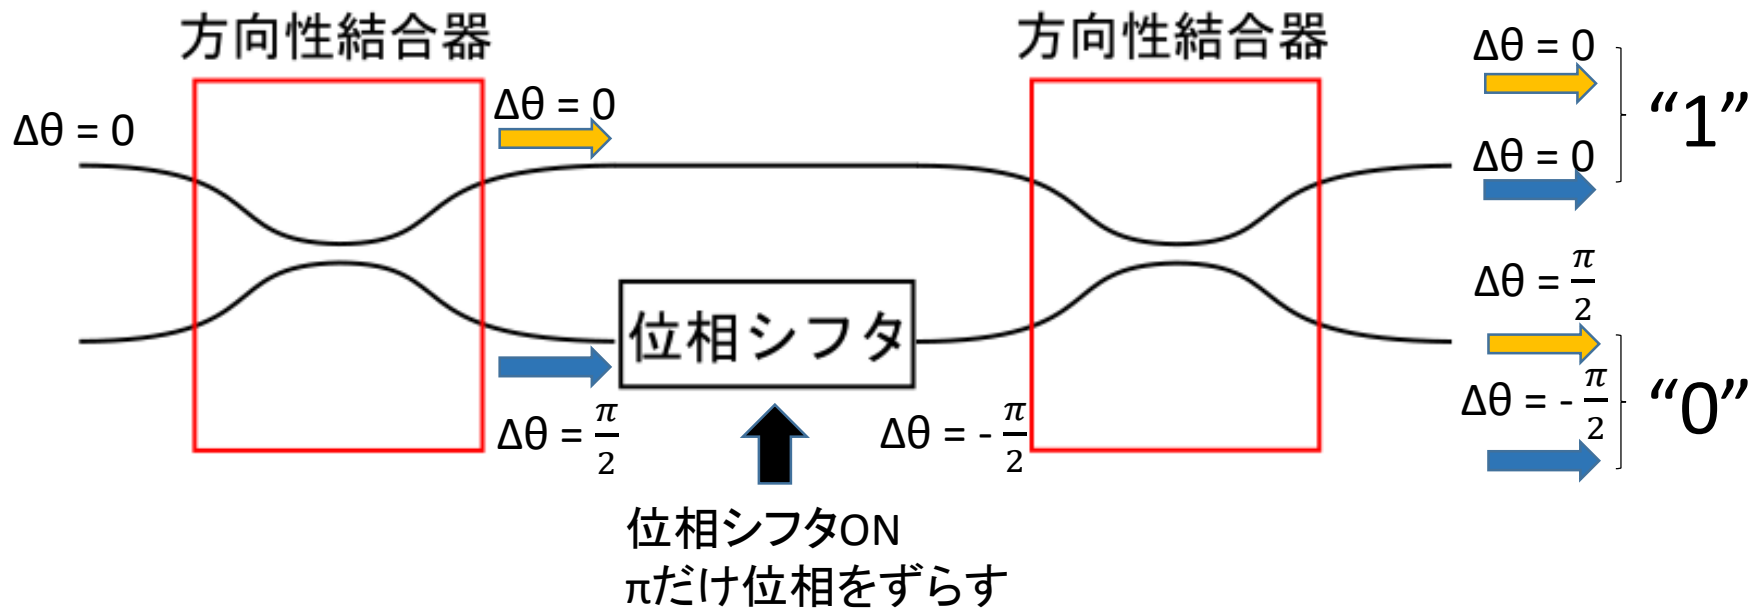 方向性結合器
方向性結合器
Δθ = 0
Δθ = 0
Δθ = 0
“1”
Δθ = 0
Δθ = π/2
位相シフタ
Δθ = π/2
Δθ = - π/2
Δθ = - π/2
“0”
位相シフタON
πだけ位相をずらす